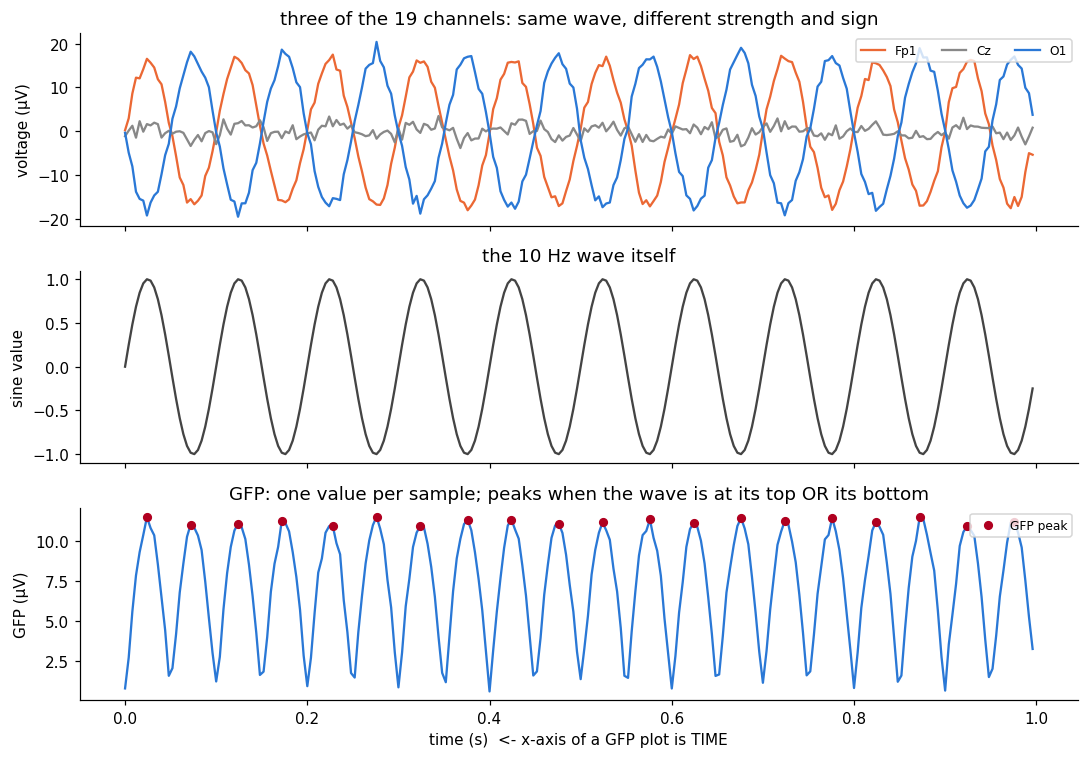 three of the 19 channels: same wave, different strength and sign
Fp1 Cz O1
20
10
0
−10
−20
voltage (µV)
the 10 Hz wave itself
1.0
0.5
0.0
−0.5
−1.0
sine value
GFP: one value per sample; peaks when the wave is at its top OR its bottom
GFP peak
10.0
7.5
5.0
2.5
GFP (µV)
0.0 0.2 0.4 0.6 0.8 1.0
time (s) <- x-axis of a GFP plot is TIME